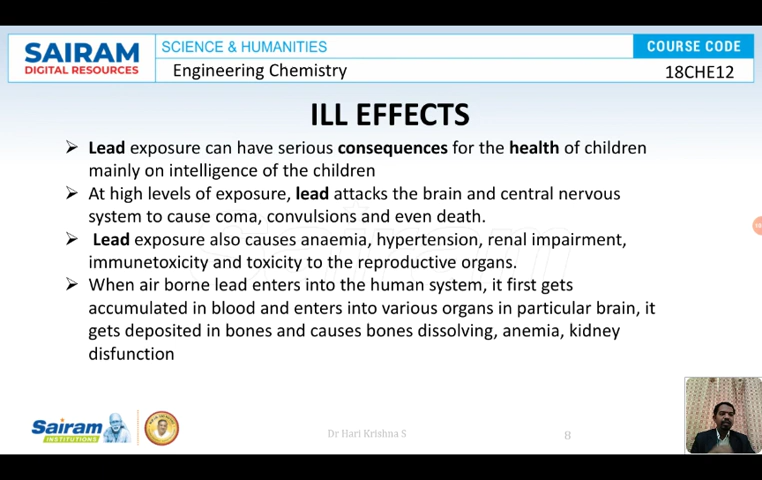 SAIRAM
DIGITAL RESOURCES
SCIENCE & HUMANITIES
COURSE CODE
Engineering Chemistry
18CHE12
ILL EFFECTS
➢ Lead exposure can have serious consequences for the health of children
mainly on intelligence of the children
➢ At high levels of exposure, lead attacks the brain and central nervous
system to cause coma, convulsions and even death.
➢ Lead exposure also causes anaemia, hypertension, renal impairment,
immunetoxicity and toxicity to the reproductive organs.
➢ When air borne lead enters into the human system, it first gets
accumulated in blood and enters into various organs in particular brain, it
gets deposited in bones and causes bones dissolving, anemia, kidney
disfunction
Sairam
INSTITUTIONS
Dr Hari Krishna S
8